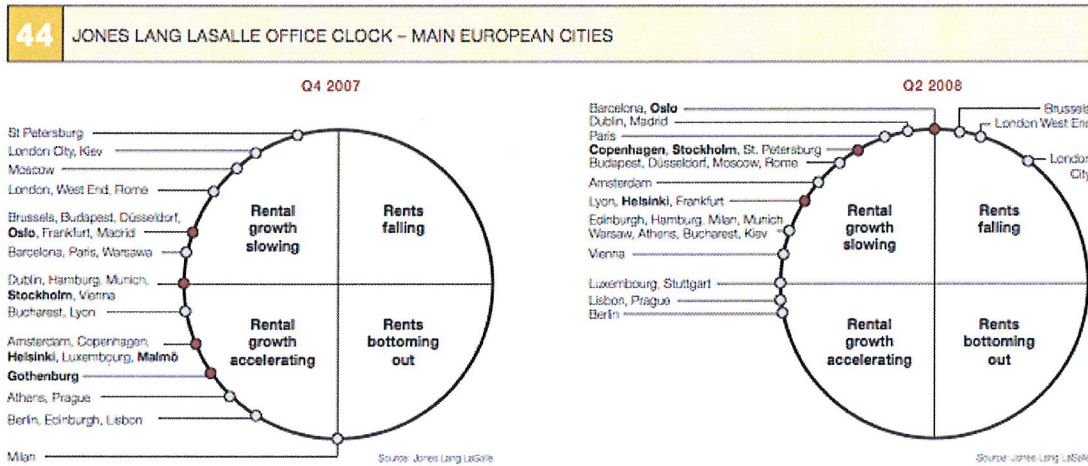 44 JONES LANG LASALLE OFFICE CLOCK – MAIN EUROPEAN CITIES
Q4 2007
St Petersburg
London City, Kiev
Moscow
London, West End, Rome
Brussels, Budapest, Düsseldorf,
Oslo, Frankfurt, Madrid
Barcelona, Paris, Warsawa
Dublin, Hamburg, Munich,
Stockholm, Vienna
Bucharest, Lyon
Amsterdam, Copenhagen,
Helsinki, Luxembourg, Malmö
Gothenburg
Athens, Prague
Berlin, Edinburgh, Lisbon
Milan
Rental
growth
slowing
Rents
falling
Rental
growth
accelerating
Rents
bottoming
out
Source: Jones Lang LaSalle
Q2 2008
Barcelona, Oslo
Dublin, Madrid
Paris
Copenhagen, Stockholm, St. Petersburg
Budapest, Düsseldorf, Moscow, Rome
Amsterdam
Lyon, Helsinki, Frankfurt
Edinburgh, Hamburg, Milan, Munich
Warsaw, Athens, Bucharest, Kiev
Vienna
Luxembourg, Stuttgart
Lisbon, Prague
Berlin
Brussels
London West End
London
City
Rental
growth
slowing
Rents
falling
Rental
growth
accelerating
Rents
bottoming
out
Source: Jones Lang LaSalle